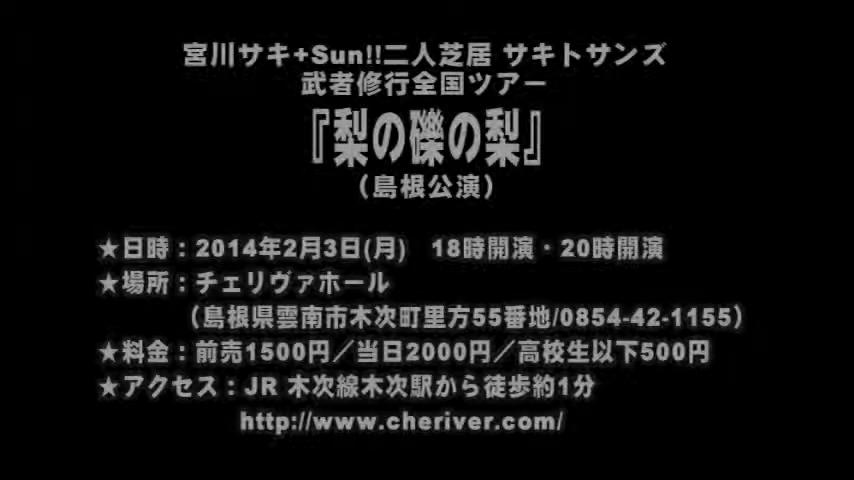 宮川サキ+Sun!!二人芝居 サキトサンズ
武者修行全国ツアー
『梨の礫の梨』
（島根公演）
★日時：2014年2月3日(月)　18時開演・20時開演
★場所：チェリヴァホール
（島根県雲南市木次町里方55番地/0854-42-1155）
★料金：前売1500円／当日2000円／高校生以下500円
★アクセス：JR 木次線木次駅から徒歩約1分
http://www.cheriver.com/